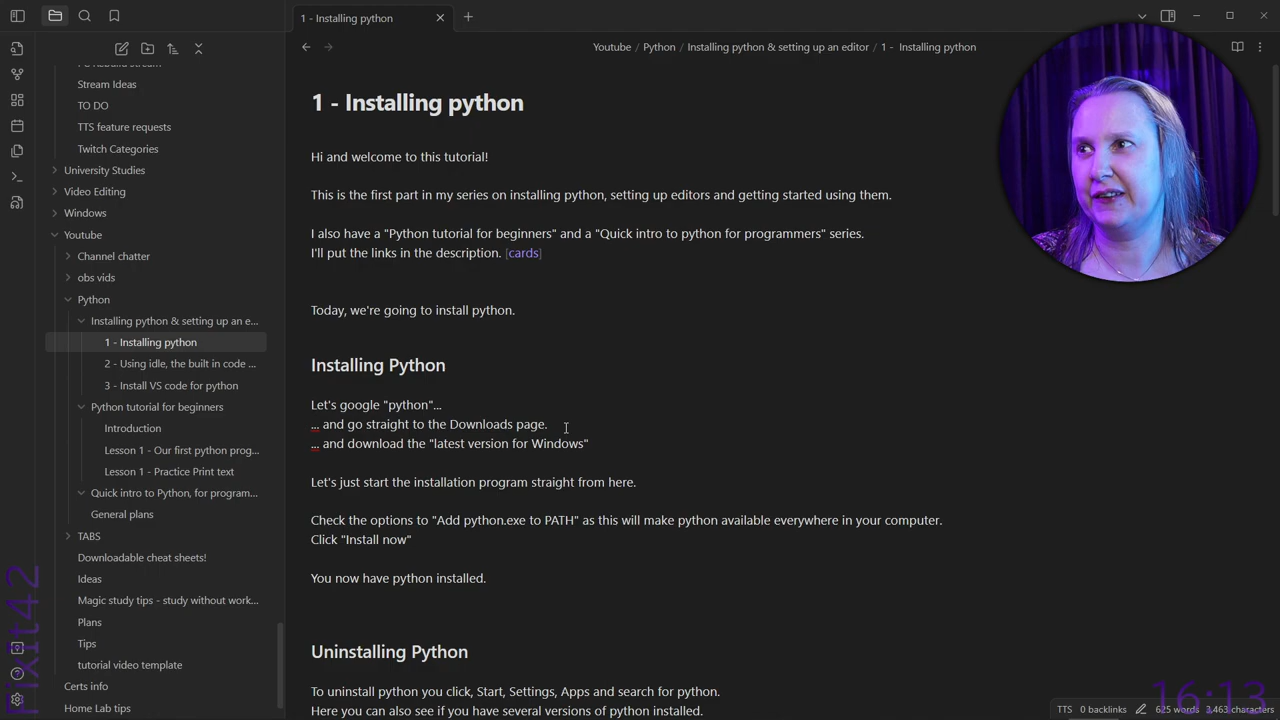 1 - Installing python
Youtube / Python / Installing python & setting up an editor / 1 - Installing python
Stream Ideas
TO DO
TTS feature requests
Twitch Categories
University Studies
Video Editing
Windows
Youtube
Channel chatter
obs vids
Python
Installing python & setting up an e...
1 - Installing python
2 - Using idle, the built in code ...
3 - Install VS code for python
Python tutorial for beginners
Introduction
Lesson 1 - Our first python prog...
Lesson 1 - Practice Print text
Quick intro to Python, for program...
General plans
TABS
Downloadable cheat sheets!
Ideas
Magic study tips - study without work...
Plans
Tips
tutorial video template
Certs info
Home Lab tips
Fixit42
1 - Installing python
Hi and welcome to this tutorial!
This is the first part in my series on installing python, setting up editors and getting started using them.
I also have a "Python tutorial for beginners" and a "Quick intro to python for programmers" series.
I'll put the links in the description. [cards]
Today, we're going to install python.
Installing Python
Let's google "python"...
... and go straight to the Downloads page.
... and download the "latest version for Windows"
Let's just start the installation program straight from here.
Check the options to "Add python.exe to PATH" as this will make python available everywhere in your computer.
Click "Install now"
You now have python installed.
Uninstalling Python
To uninstall python you click, Start, Settings, Apps and search for python.
Here you can also see if you have several versions of python installed.
16:13
TTS 0 backlinks 625 words 3,463 characters